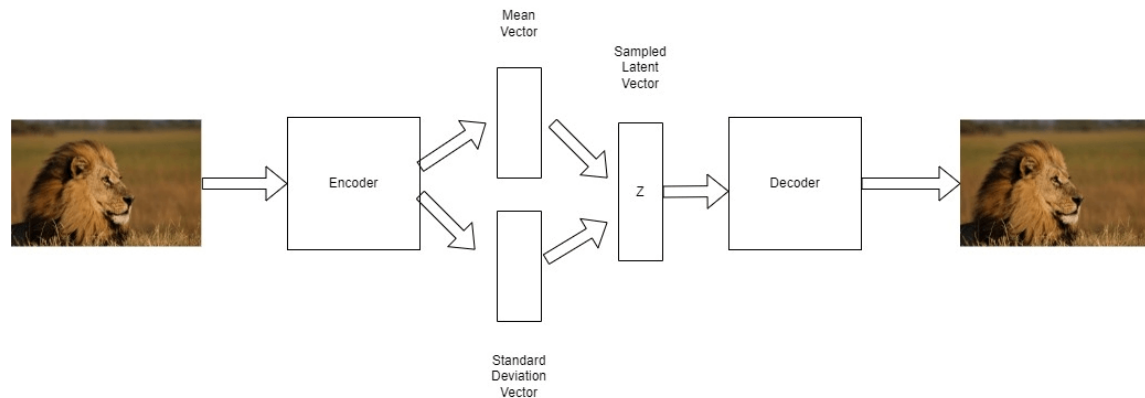 Mean
Vector
Sampled
Latent
Vector
Encoder
Z
Decoder
Standard
Deviation
Vector